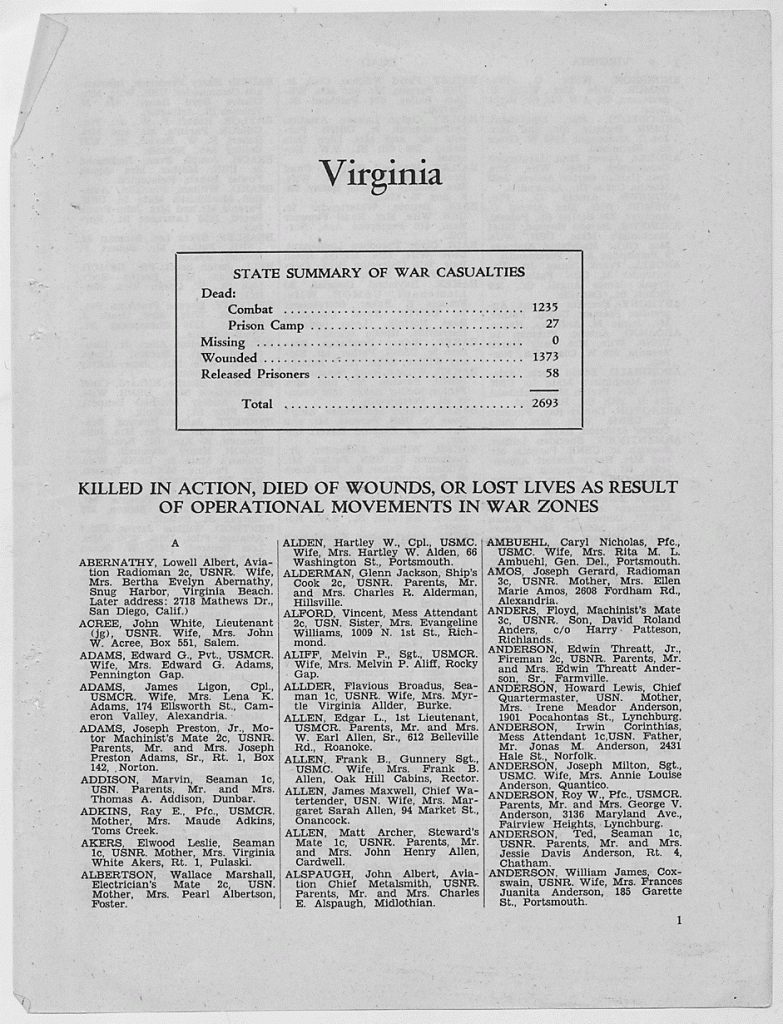 Virginia
STATE SUMMARY OF WAR CASUALTIES
Dead:
Combat .................................... 1235
Prison Camp ................................ 27
Missing ........................................ 0
Wounded ....................................... 1373
Released Prisoners ............................... 58
Total .................................... 2693
KILLED IN ACTION, DIED OF WOUNDS, OR LOST LIVES AS RESULT
OF OPERATIONAL MOVEMENTS IN WAR ZONES
A
ABERNATHY, Lowell Albert, Avia-
tion Radioman 2c, USNR. Wife,
Mrs. Bertha Evelyn Abernathy,
Snug Harbor, Virginia Beach.
Later address: 2718 Mathews Dr.,
San Diego, Calif.)
ACREE, John White, Lieutenant
(jg), USNR. Wife, Mrs. John
W. Acree, Box 551, Salem.
ADAMS, Edward G., Pvt., USMCR.
Wife, Mrs. Edward G. Adams,
Pennington Gap.
ADAMS, James Ligon, Cpl.,
USMCR. Wife, Mrs. Lena K.
Adams, 174 Ellsworth St., Cam-
eron Valley, Alexandria.
ADAMS, Joseph Preston, Jr., Mo-
tor Machinist's Mate 2c, USNR.
Parents, Mr. and Mrs. Joseph
Preston Adams, Sr., Rt. 1, Box
142, Norton.
ADDISON, Marvin, Seaman 1c,
USN. Parents, Mr. and Mrs.
Thomas A. Addison, Dunbar.
ADKINS, Ray E., Pfc., USMCR.
Mother, Mrs. Maude Adkins,
Toms Creek.
AKERS, Elwood Leslie, Seaman
1c, USNR. Mother, Mrs. Virginia
White Akers, Rt. 1, Pulaski.
ALBERTSON, Wallace Marshall,
Electrician's Mate 2c, USN.
Mother, Mrs. Pearl Albertson,
Foster.
ALDEN, Hartley W., Cpl., USMC.
Wife, Mrs. Hartley W. Alden, 66
Washington St., Portsmouth.
ALDERMAN, Glenn Jackson, Ship's
Cook 2c, USNR. Parents, Mr.
and Mrs. Charles R. Alderman,
Hillsville.
ALFORD, Vincent, Mess Attendant
2c, USN. Sister, Mrs. Evangeline
Williams, 1009 N. 1st St., Rich-
mond.
ALIFF, Melvin P., Sgt., USMCR.
Wife, Mrs. Melvin P. Aliff, Rocky
Gap.
ALLDER, Flavious Broadus, Sea-
man 1c, USNR. Wife, Mrs. Myr-
tle Virginia Allder, Burke.
ALLEN, Edgar L., 1st Lieutenant,
USMCR. Parents, Mr. and Mrs.
W. Earl Allen, Sr., 612 Belleville
Rd., Roanoke.
ALLEN, Frank B., Gunnery Sgt.,
USMC. Wife, Mrs. Frank B.
Allen, Oak Hill Cabins, Rector.
ALLEN, James Maxwell, Chief Wa-
tertender, USN. Wife, Mrs. Mar-
garet Sarah Allen, 94 Market St.,
Onancock.
ALLEN, Matt Archer, Steward's
Mate 1c, USNR. Parents, Mr.
and Mrs. John Henry Allen,
Cardwell.
ALSPAUGH, John Albert, Avia-
tion Chief Metalsmith, USNR.
Parents, Mr. and Mrs. Charles
E. Alspaugh, Midlothian.
AMBUEHL, Caryl Nicholas, Pfc.,
USMC. Wife, Mrs. Rita M. L.
Ambuehl, Gen. Del., Portsmouth.
AMOS, Joseph Gerard, Radioman
3c, USNR. Mother, Mrs. Ellen
Marie Amos, 2608 Fordham Rd.,
Alexandria.
ANDERS, Floyd, Machinist's Mate
3c, USNR. Son, David Roland
Anders, c/o Harry Patteson,
Richlands.
ANDERSON, Edwin Threatt, Jr.,
Fireman 2c, USNR. Parents, Mr.
and Mrs. Edwin Threatt Ander-
son, Sr., Farmville.
ANDERSON, Howard Lewis, Chief
Quartermaster, USN. Mother,
Mrs. Irene Meador Anderson,
1901 Pocahontas St., Lynchburg.
ANDERSON, Irwin Corinthias,
Mess Attendant 1c, USN. Father,
Mr. Jonas M. Anderson, 2431
Hale St., Norfolk.
ANDERSON, Joseph Milton, Sgt.,
USMC. Wife, Mrs. Annie Louise
Anderson, Quantico.
ANDERSON, Roy W., Pfc., USMCR.
Parents, Mr. and Mrs. George V.
Anderson, 3136 Maryland Ave.,
Fairview Heights, Lynchburg.
ANDERSON, Ted, Seaman 1c,
USNR. Parents, Mr. and Mrs.
Jessie Davis Anderson, Rt. 4,
Chatham.
ANDERSON, William James, Cox-
swain, USNR. Wife, Mrs. Frances
Juanita Anderson, 185 Garette
St., Portsmouth.
1